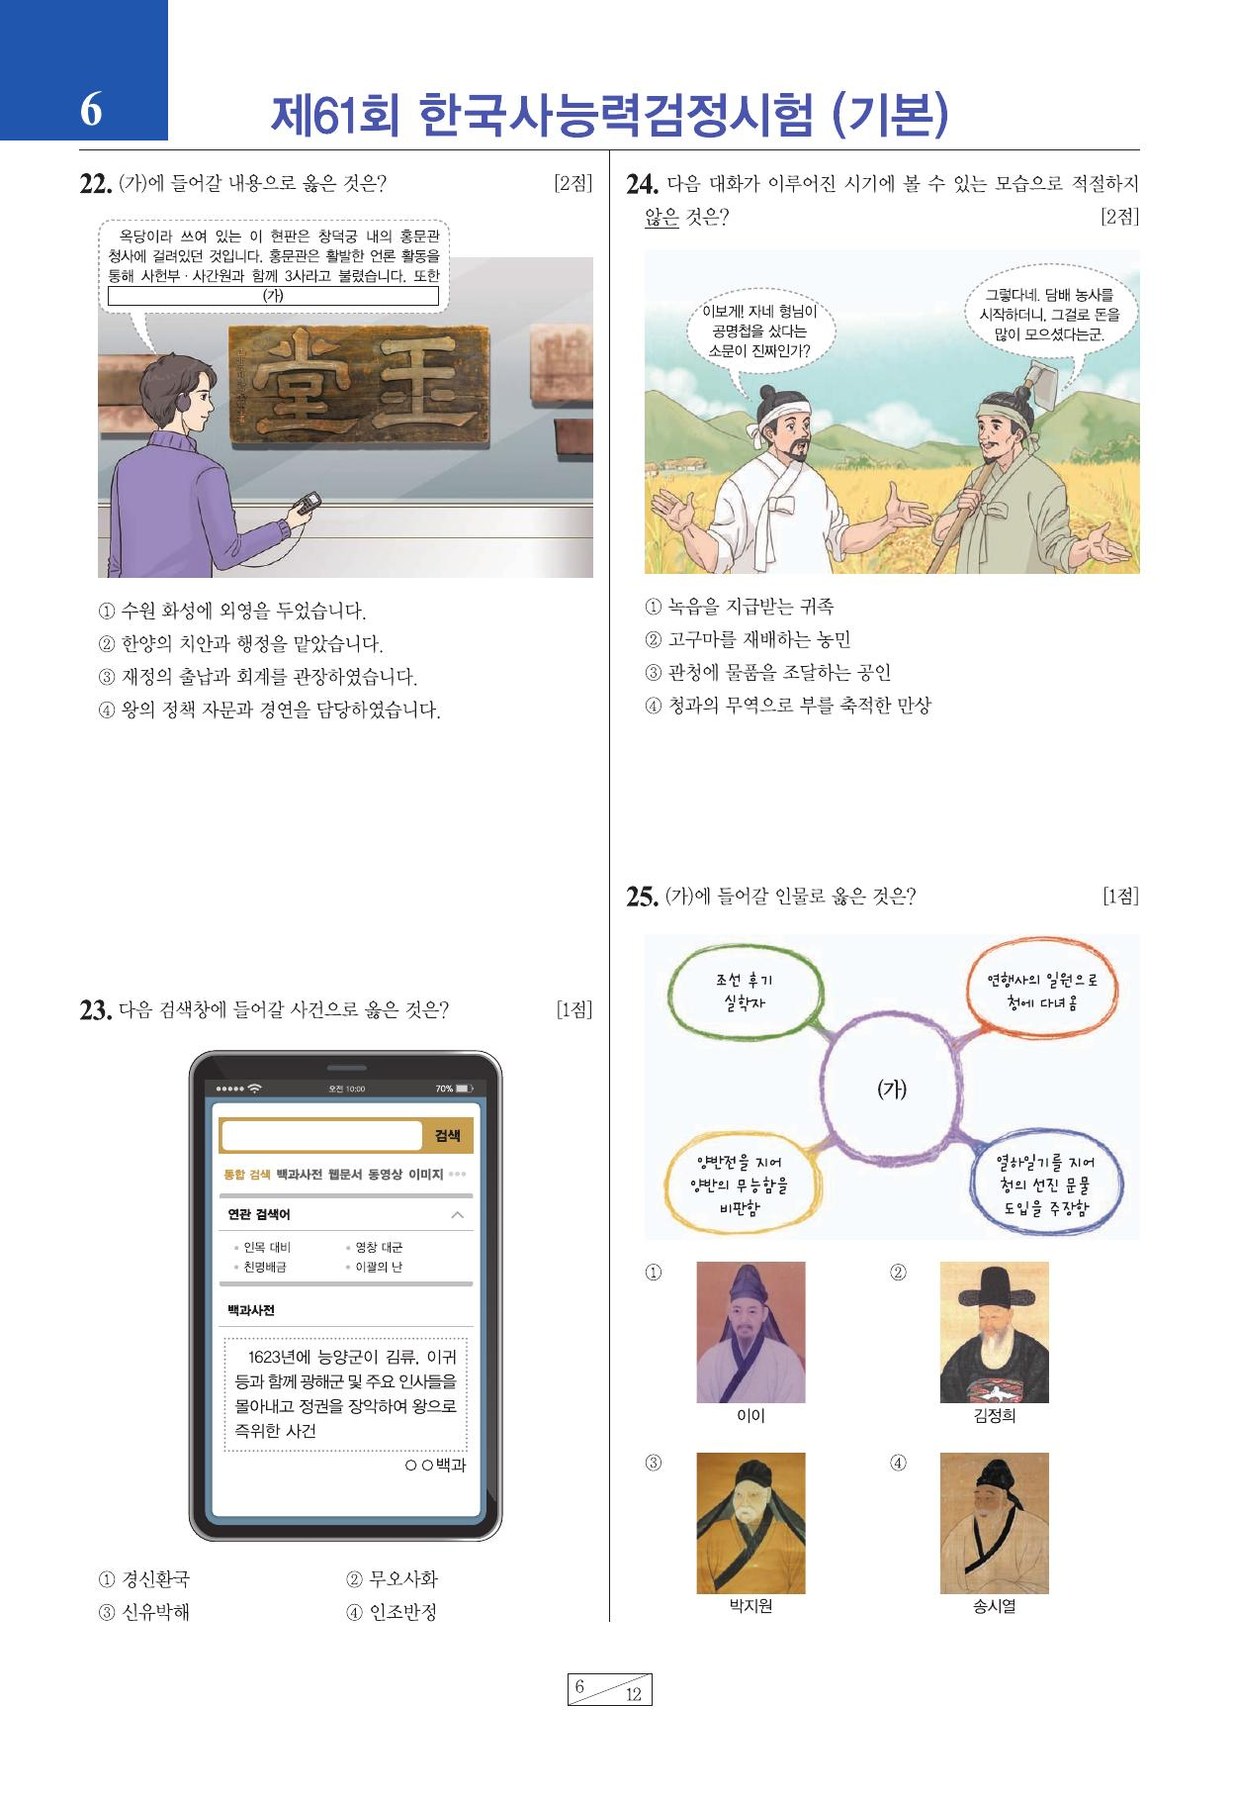 6
제61회 한국사능력검정시험 (기본)
22. (가)에 들어갈 내용으로 옳은 것은? [2점]
옥당이라 쓰여 있는 이 현판은 창덕궁 내의 홍문관
청사에 걸려있던 것입니다. 홍문관은 활발한 언론 활동을
통해 사헌부·사간원과 함께 3사라고 불렸습니다. 또한
(가)
堂玉
① 수원 화성에 외영을 두었습니다.
② 한양의 치안과 행정을 맡았습니다.
③ 재정의 출납과 회계를 관장하였습니다.
④ 왕의 정책 자문과 경연을 담당하였습니다.
23. 다음 검색창에 들어갈 사건으로 옳은 것은? [1점]
오전 10:00
70%
검색
통합 검색 백과사전 웹문서 동영상 이미지
연관 검색어
인목 대비 영창 대군
친명배금 이괄의 난
백과사전
1623년에 능양군이 김류, 이귀
등과 함께 광해군 및 주요 인사들을
몰아내고 정권을 장악하여 왕으로
즉위한 사건
○○백과
① 경신환국 ② 무오사화
③ 신유박해 ④ 인조반정
24. 다음 대화가 이루어진 시기에 볼 수 있는 모습으로 적절하지
않은 것은? [2점]
이보게! 자네 형님이
공명첩을 샀다는
소문이 진짜인가?
그렇다네. 담배 농사를
시작하더니, 그걸로 돈을
많이 모으셨다는군.
① 녹읍을 지급받는 귀족
② 고구마를 재배하는 농민
③ 관청에 물품을 조달하는 공인
④ 청과의 무역으로 부를 축적한 만상
25. (가)에 들어갈 인물로 옳은 것은? [1점]
조선 후기
실학자
연행사의 일원으로
청에 다녀옴
(가)
양반전을 지어
양반의 무능함을
비판함
열하일기를 지어
청의 선진 문물
도입을 주장함
① ②
이이 김정희
③ ④
박지원 송시열
6
12